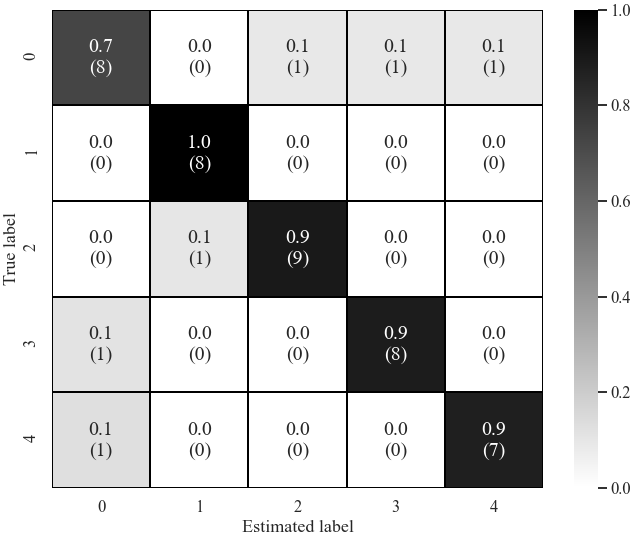 0.7 0.0 0.1 0.1 0.1
(8) (0) (1) (1) (1)
0
0.0 1.0 0.0 0.0 0.0
(0) (8) (0) (0) (0)
1
0.0 0.1 0.9 0.0 0.0
(0) (1) (9) (0) (0)
2
0.1 0.0 0.0 0.9 0.0
(1) (0) (0) (8) (0)
3
0.1 0.0 0.0 0.0 0.9
(1) (0) (0) (0) (7)
4
True label
0 1 2 3 4
Estimated label
1.0
0.8
0.6
0.4
0.2
0.0